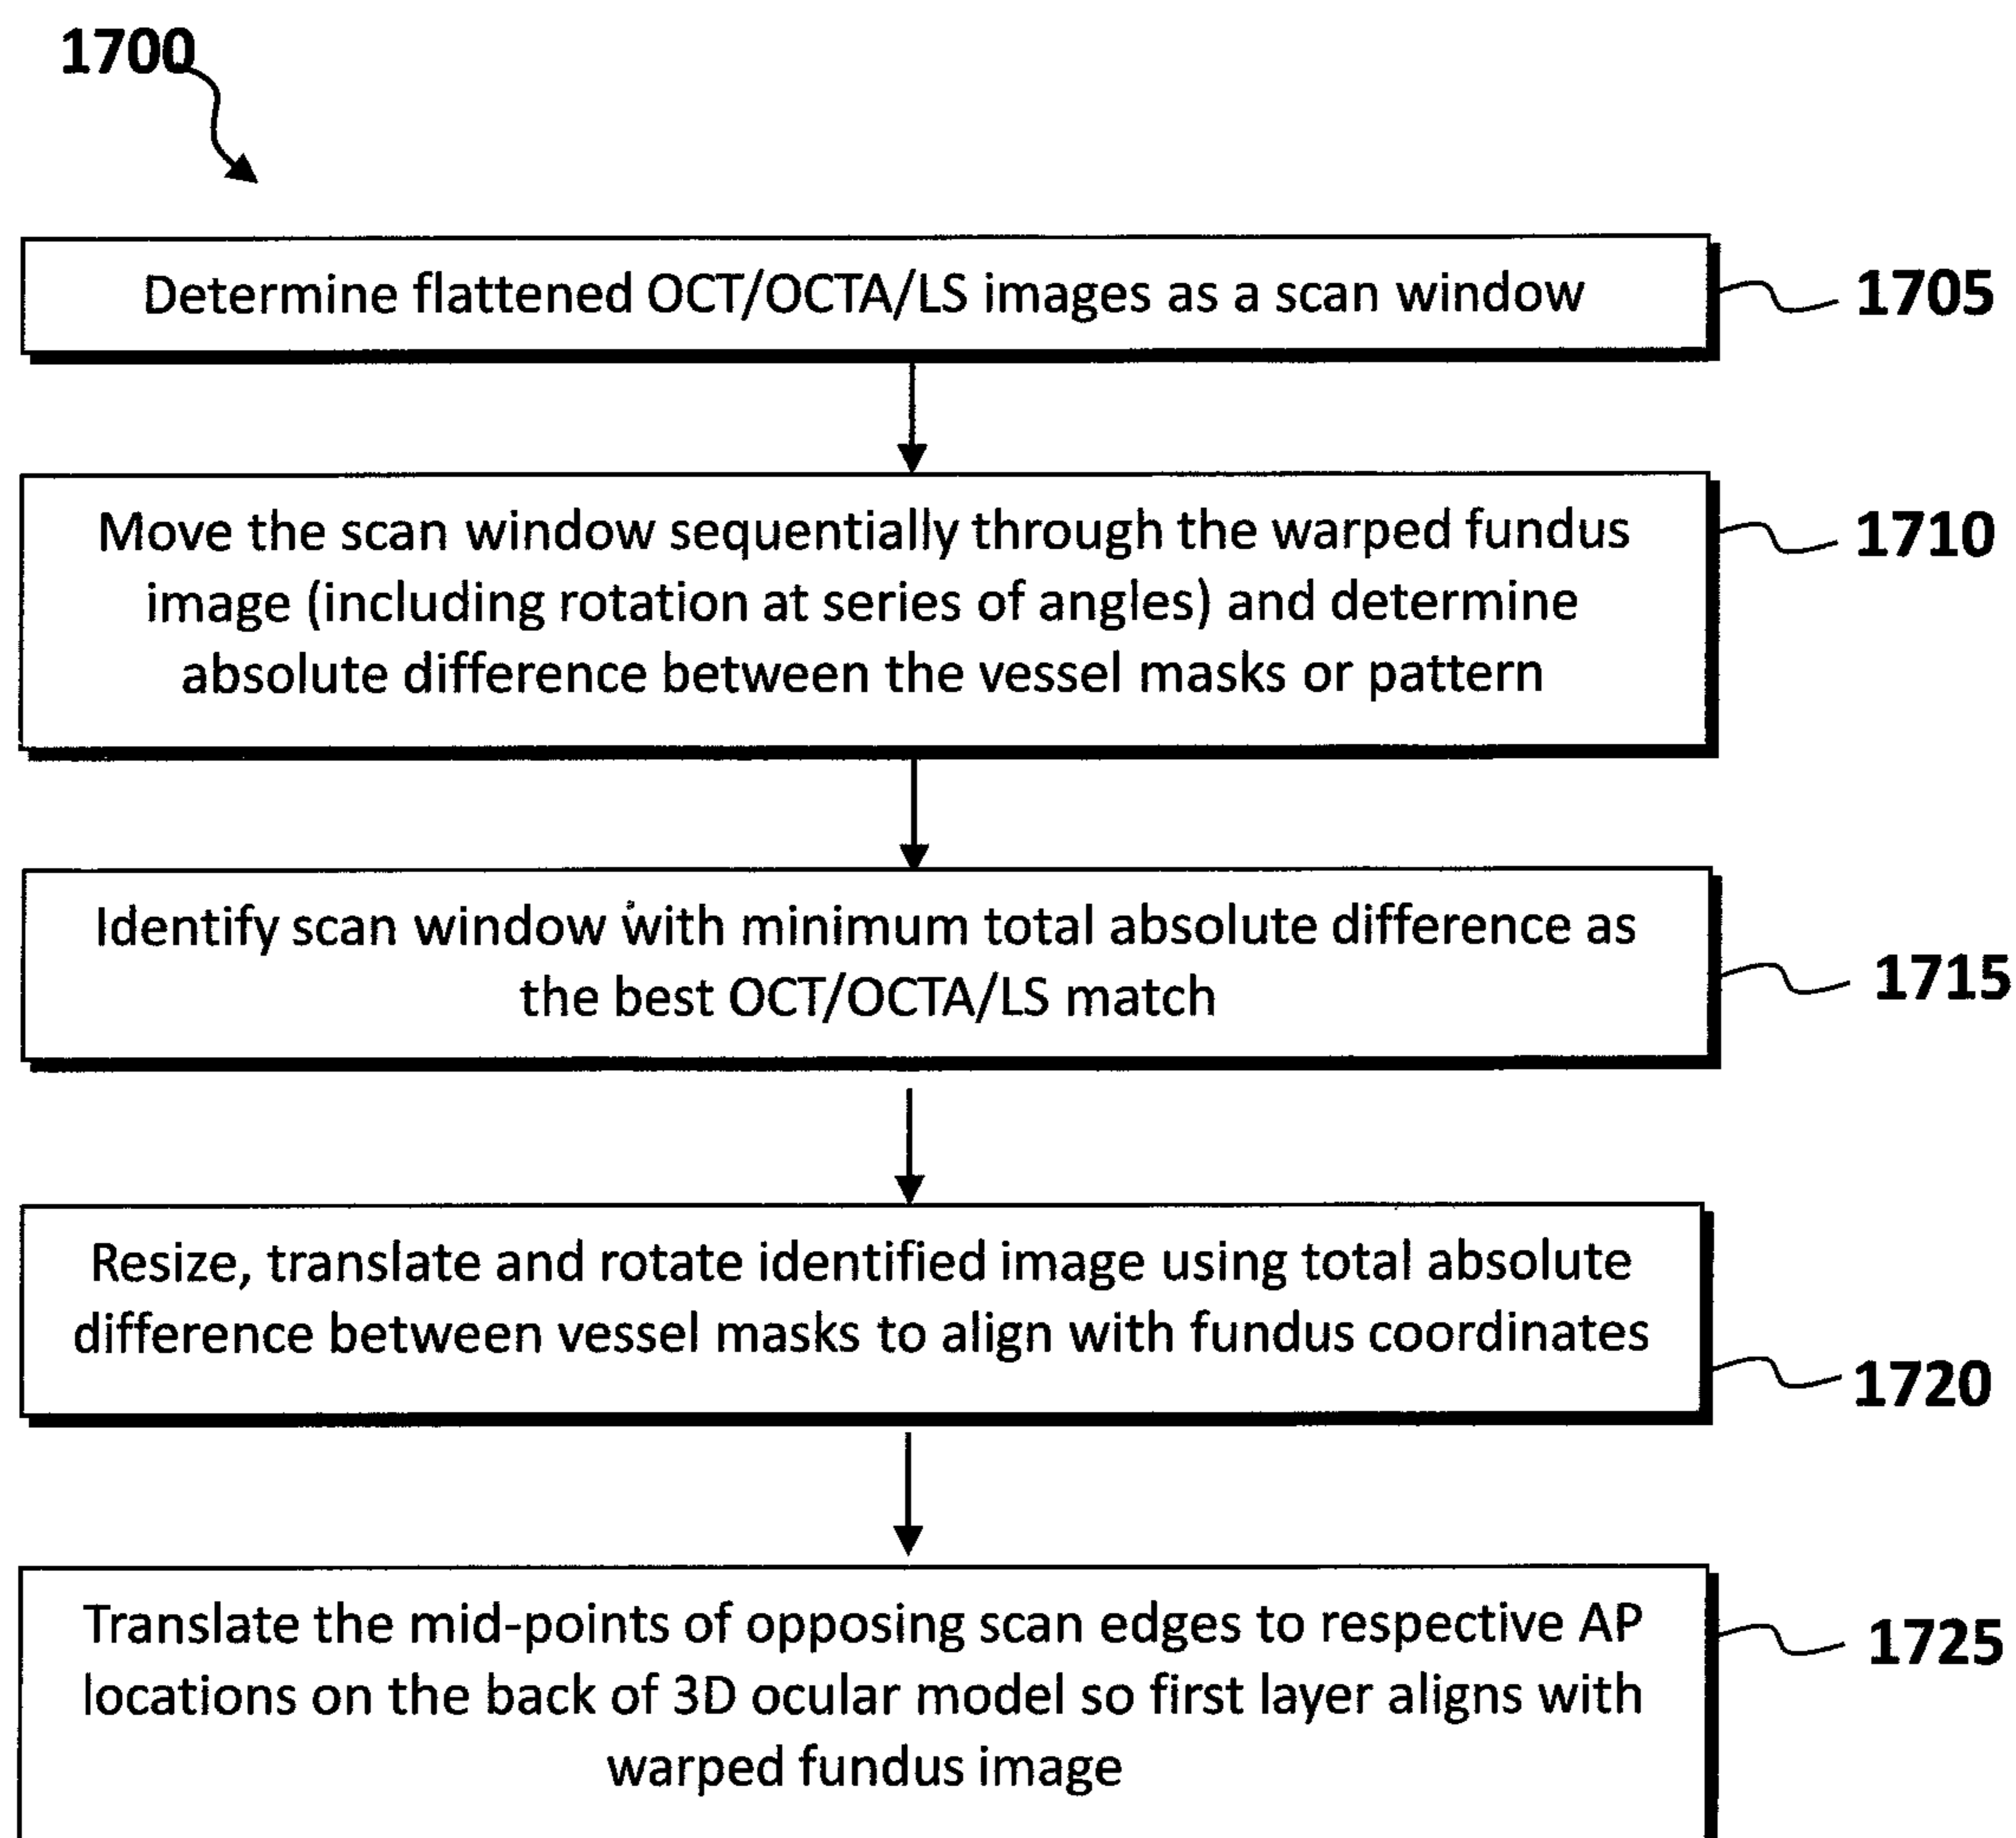 1700
Determine flattened OCT/OCTA/LS images as a scan window
1705
Move the scan window sequentially through the warped fundus
image (including rotation at series of angles) and determine
absolute difference between the vessel masks or pattern
1710
Identify scan window with minimum total absolute difference as
the best OCT/OCTA/LS match
1715
Resize, translate and rotate identified image using total absolute
difference between vessel masks to align with fundus coordinates
1720
Translate the mid-points of opposing scan edges to respective AP
locations on the back of 3D ocular model so first layer aligns with
warped fundus image
1725